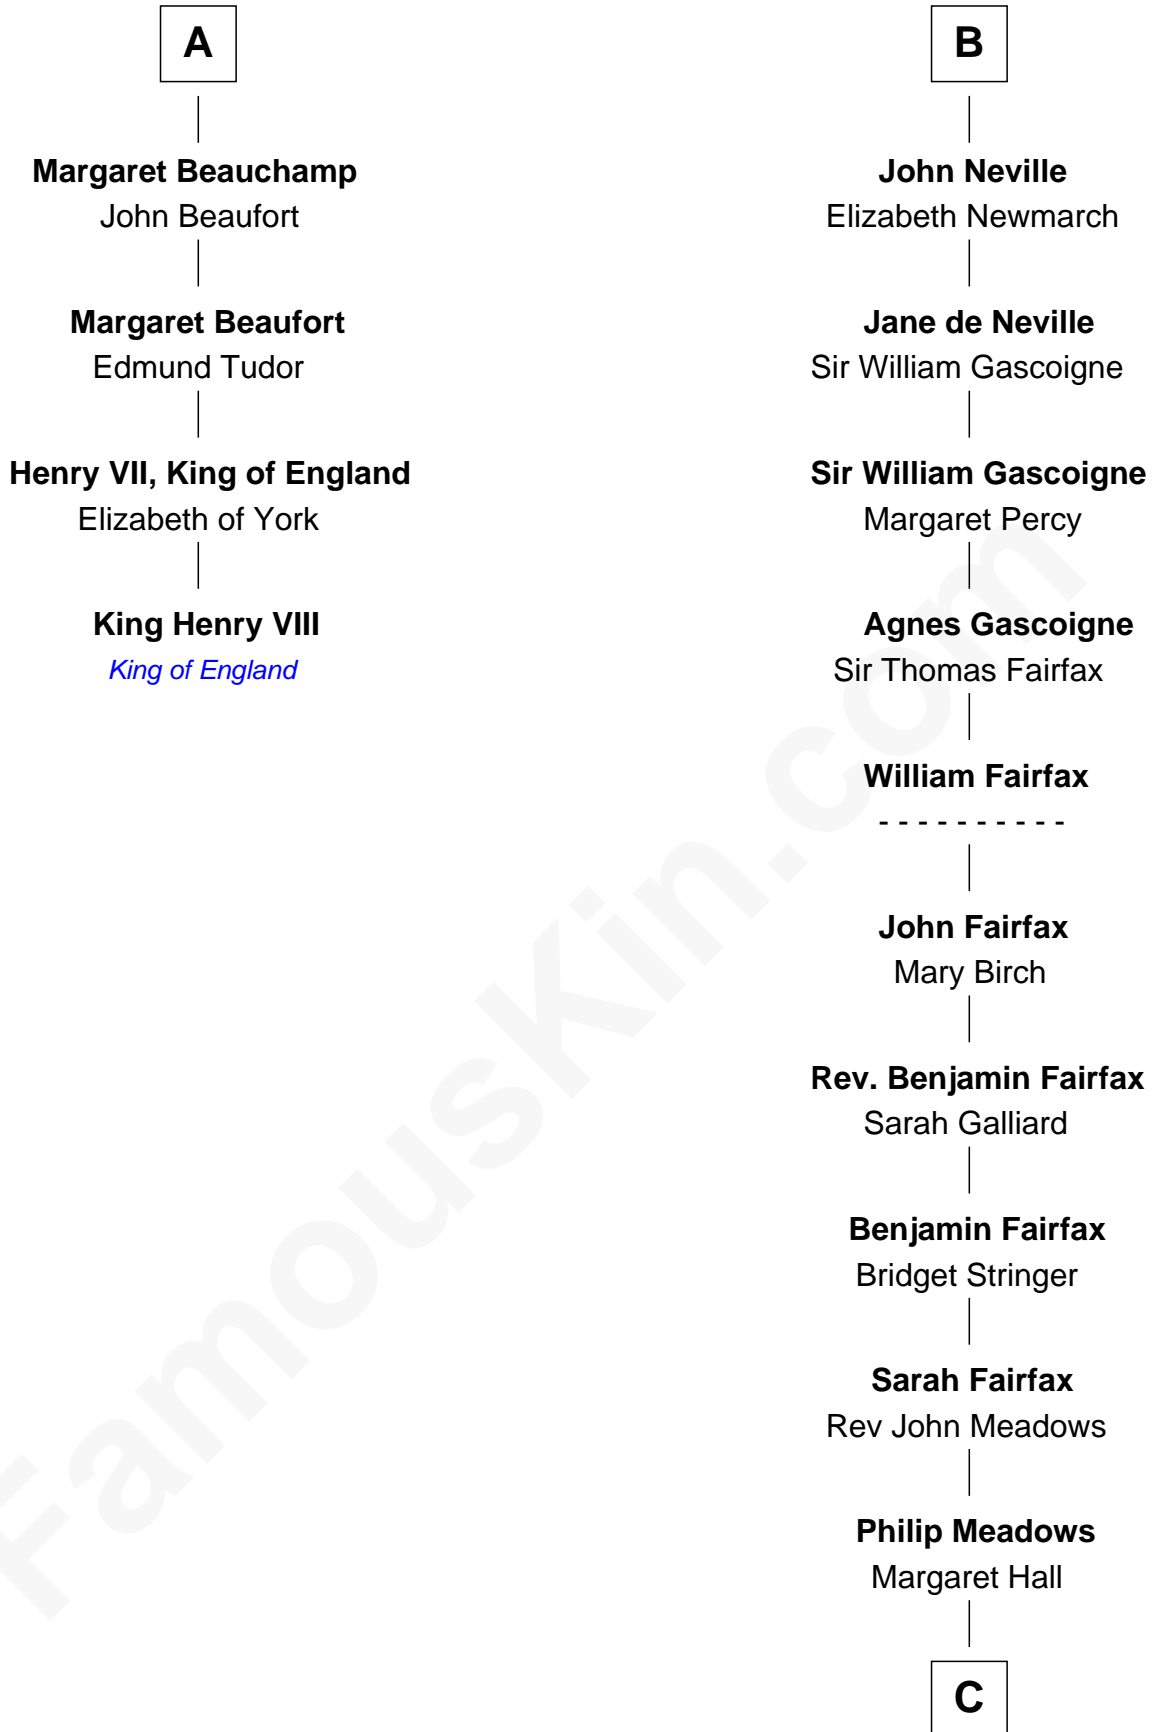 A
Margaret Beauchamp
John Beaufort
Margaret Beaufort
Edmund Tudor
Henry VII, King of England
Elizabeth of York
King Henry VIII
King of England
B
John Neville
Elizabeth Newmarch
Jane de Neville
Sir William Gascoigne
Sir William Gascoigne
Margaret Percy
Agnes Gascoigne
Sir Thomas Fairfax
William Fairfax
- - - - - - - - - -
John Fairfax
Mary Birch
Rev. Benjamin Fairfax
Sarah Galliard
Benjamin Fairfax
Bridget Stringer
Sarah Fairfax
Rev John Meadows
Philip Meadows
Margaret Hall
C
FamousKin.com